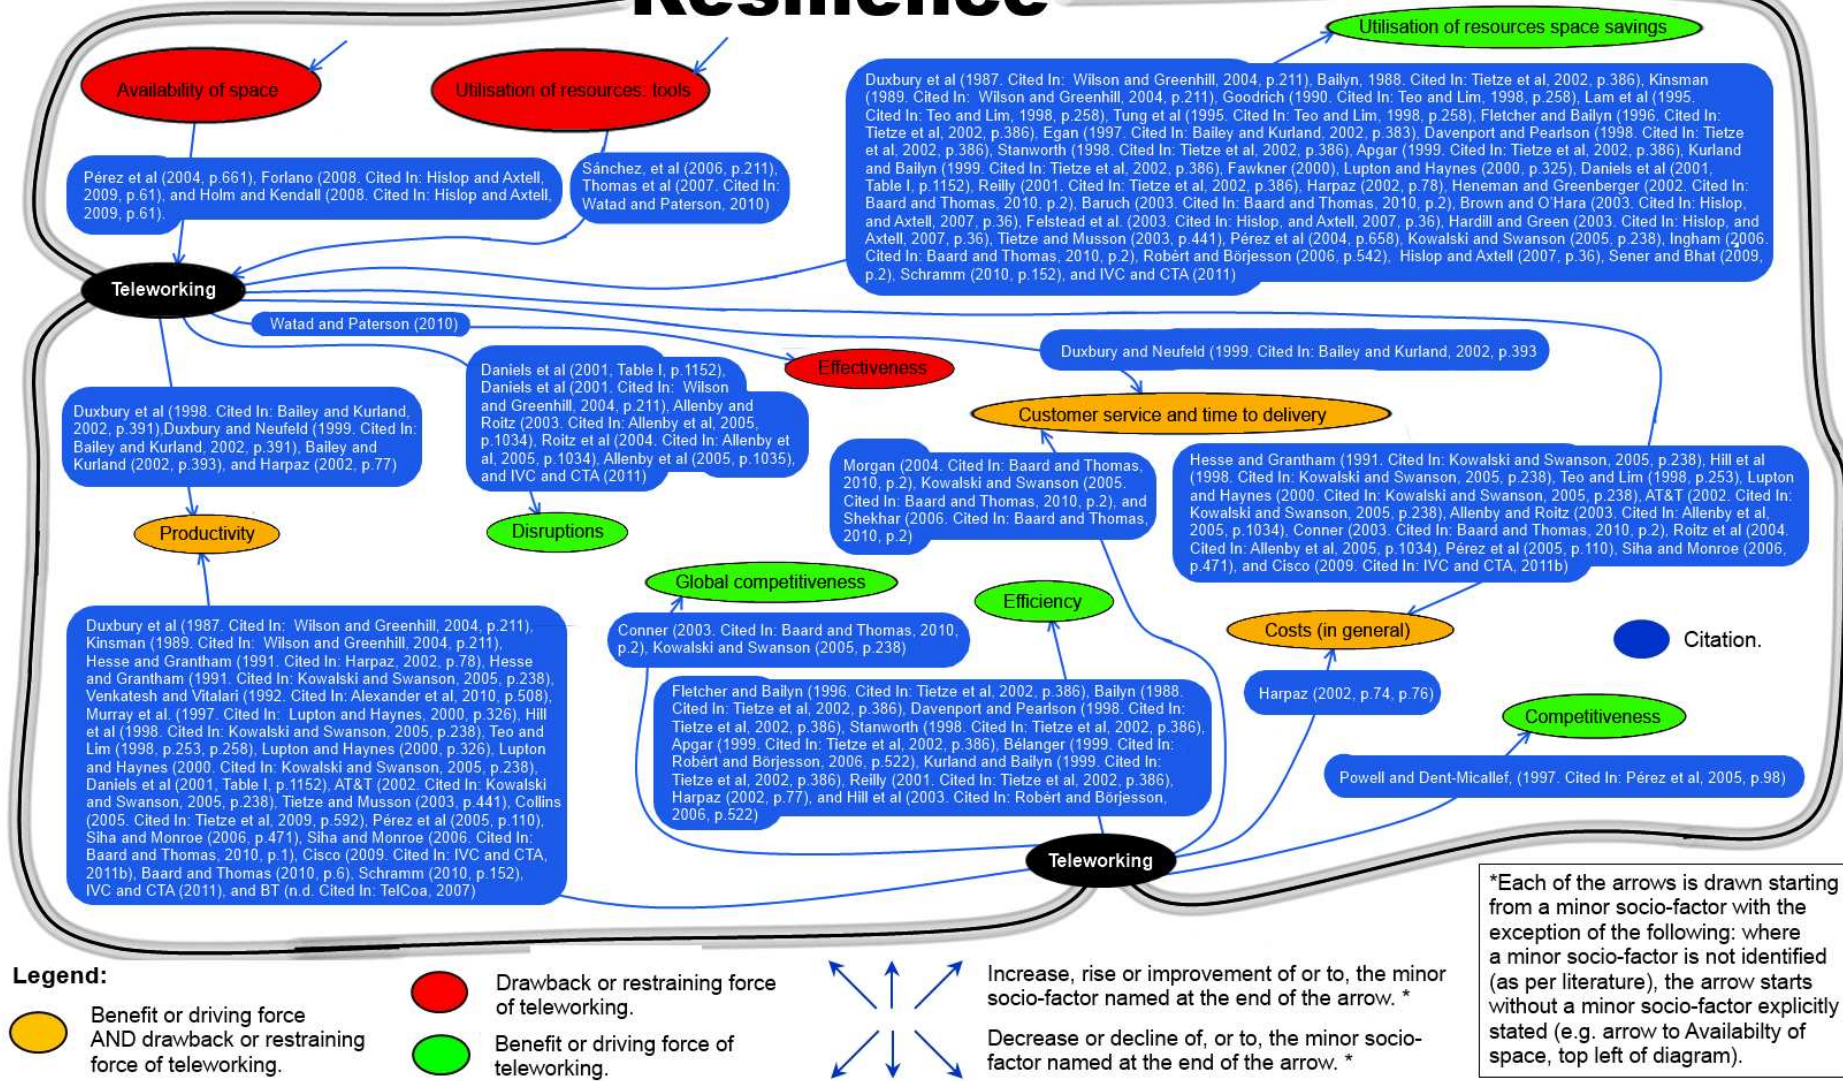 Resilience
Utilisation of resources space savings
Availability of space
Utilisation of resources: tools
Duxbury et al (1987. Cited In: Wilson and Greenhill, 2004, p.211), Bailyn, 1988. Cited In: Tietze et al, 2002, p.386), Kinsman
(1989. Cited In: Wilson and Greenhill, 2004, p.211), Goodrich (1990. Cited In: Teo and Lim, 1998, p.258), Lam et al (1995.
Cited In: Teo and Lim, 1998, p.258), Tung et al (1995. Cited In: Teo and Lim, 1998, p.258), Fletcher and Bailyn (1996. Cited In:
Tietze et al, 2002, p.386), Egan (1997. Cited In: Bailey and Kurland, 2002, p.383), Davenport and Pearlson (1998. Cited In: Tietze
et al, 2002, p.386), Stanworth (1998. Cited In: Tietze et al, 2002, p.386), Apgar (1999. Cited In: Tietze et al, 2002, p.386), Kurland
and Bailyn (1999. Cited In: Tietze et al, 2002, p.386), Fawkner (2000), Lupton and Haynes (2000, p.325), Daniels et al (2001,
Table I, p.1152), Reilly (2001. Cited In: Tietze et al, 2002, p.386), Harpaz (2002, p.78), Heneman and Greenberger (2002. Cited In:
Baard and Thomas, 2010, p.2), Baruch (2003. Cited In: Baard and Thomas, 2010, p.2), Brown and O'Hara (2003. Cited In: Hislop,
and Axtell, 2007, p.36), Felstead et al. (2003. Cited In: Hislop, and Axtell, 2007, p.36), Hardill and Green (2003. Cited In: Hislop, and
Axtell, 2007, p.36), Tietze and Musson (2003, p.441), Pérez et al (2004, p.658), Kowalski and Swanson (2005, p.238), Ingham (2006.
Cited In: Baard and Thomas, 2010, p.2), Robèrt and Börjesson (2006, p.542), Hislop and Axtell (2007, p.36), Sener and Bhat (2009,
p.2), Schramm (2010, p.152), and IVC and CTA (2011)
Pérez et al (2004, p.661), Forlano (2008. Cited In: Hislop and Axtell,
2009, p.61), and Holm and Kendall (2008. Cited In: Hislop and Axtell,
2009, p.61).
Sánchez, et al (2006, p.211),
Thomas et al (2007. Cited In:
Watad and Paterson, 2010)
Teleworking
Watad and Paterson (2010)
Effectiveness
Duxbury and Neufeld (1999. Cited In: Bailey and Kurland, 2002, p.393
Customer service and time to delivery
Duxbury et al (1998. Cited In: Bailey and Kurland,
2002, p.391),Duxbury and Neufeld (1999. Cited In:
Bailey and Kurland, 2002, p.391), Bailey and
Kurland (2002, p.393), and Harpaz (2002, p.77)
Daniels et al (2001, Table I, p.1152),
Daniels et al (2001. Cited In: Wilson
and Greenhill, 2004, p.211), Allenby and
Roitz (2003. Cited In: Allenby et al, 2005,
p.1034), Roitz et al (2004. Cited In: Allenby et
al, 2005, p.1034), Allenby et al (2005, p.1035),
and IVC and CTA (2011)
Morgan (2004. Cited In: Baard and Thomas,
2010, p.2), Kowalski and Swanson (2005.
Cited In: Baard and Thomas, 2010, p.2), and
Shekhar (2006. Cited In: Baard and Thomas,
2010, p.2)
Hesse and Grantham (1991. Cited In: Kowalski and Swanson, 2005, p.238), Hill et al
(1998. Cited In: Kowalski and Swanson, 2005, p.238), Teo and Lim (1998, p.253), Lupton
and Haynes (2000. Cited In: Kowalski and Swanson, 2005, p.238), AT&T (2002. Cited In:
Kowalski and Swanson, 2005, p.238), Allenby and Roitz (2003. Cited In: Allenby et al,
2005, p.1034), Conner (2003. Cited In: Baard and Thomas, 2010, p.2), Roitz et al (2004.
Cited In: Allenby et al, 2005, p.1034), Pérez et al (2005, p.110), Siha and Monroe (2006,
p.471), and Cisco (2009. Cited In: IVC and CTA, 2011b)
Productivity
Disruptions
Global competitiveness
Efficiency
Costs (in general)
Citation.
Conner (2003. Cited In: Baard and Thomas, 2010,
p.2), Kowalski and Swanson (2005, p.238)
Duxbury et al (1987. Cited In: Wilson and Greenhill, 2004, p.211),
Kinsman (1989. Cited In: Wilson and Greenhill, 2004, p.211),
Hesse and Grantham (1991. Cited In: Harpaz, 2002, p.78), Hesse
and Grantham (1991. Cited In: Kowalski and Swanson, 2005, p.238),
Venkatesh and Vitalari (1992. Cited In: Alexander et al, 2010, p.508),
Murray et al. (1997. Cited In: Lupton and Haynes, 2000, p.326), Hill
et al (1998. Cited In: Kowalski and Swanson, 2005, p.238), Teo and
Lim (1998, p.253, p.258), Lupton and Haynes (2000, p.326), Lupton
and Haynes (2000. Cited In: Kowalski and Swanson, 2005, p.238),
Daniels et al (2001, Table I, p.1152), AT&T (2002. Cited In: Kowalski
and Swanson, 2005, p.238), Tietze and Musson (2003, p.441), Collins
(2005. Cited In: Tietze et al, 2009, p.592), Pérez et al (2005, p.110),
Siha and Monroe (2006, p.471), Siha and Monroe (2006. Cited In:
Baard and Thomas, 2010, p.1), Cisco (2009. Cited In: IVC and CTA,
2011b), Baard and Thomas (2010, p.6), Schramm (2010, p.152),
IVC and CTA (2011), and BT (n.d. Cited In: TelCoa, 2007)
Fletcher and Bailyn (1996. Cited In: Tietze et al, 2002, p.386), Bailyn (1988.
Cited In: Tietze et al, 2002, p.386), Davenport and Pearlson (1998. Cited In:
Tietze et al, 2002, p.386), Stanworth (1998. Cited In: Tietze et al, 2002, p.386),
Apgar (1999. Cited In: Tietze et al, 2002, p.386), Bélanger (1999. Cited In:
Robèrt and Börjesson, 2006, p.522), Kurland and Bailyn (1999. Cited In:
Tietze et al, 2002, p.386), Reilly (2001. Cited In: Tietze et al, 2002, p.386),
Harpaz (2002, p.77), and Hill et al (2003. Cited In: Robèrt and Börjesson,
2006, p.522)
Harpaz (2002, p.74, p.76)
Competitiveness
Powell and Dent-Micallef, (1997. Cited In: Pérez et al, 2005, p.98)
Teleworking
*Each of the arrows is drawn starting
from a minor socio-factor with the
exception of the following: where
a minor socio-factor is not identified
(as per literature), the arrow starts
without a minor socio-factor explicitly
stated (e.g. arrow to Availabilty of
space, top left of diagram).
Legend:
Benefit or driving force
AND drawback or restraining
force of teleworking.
Drawback or restraining force
of teleworking.
Benefit or driving force of
teleworking.
Increase, rise or improvement of or to, the minor
socio-factor named at the end of the arrow. *
Decrease or decline of, or to, the minor socio-
factor named at the end of the arrow. *